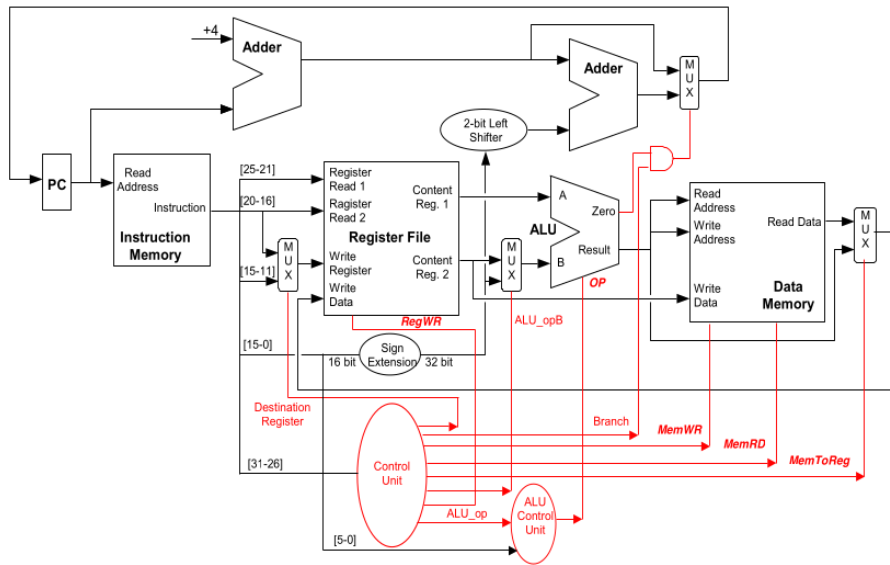 +4
Adder
Adder
M
U
X
2-bit Left
Shifter
[25-21]
PC
Read
Address
Instruction
Instruction
Memory
[20-16]
[15-11]
M
U
X
Register
Read 1
Ragister
Read 2
Content
Reg. 1
Register File
Write
Register
Write
Data
Content
Reg. 2
M
U
X
A
Zero
ALU
Result
B
OP
Read
Address
Write
Address
Read Data
Write
Data
Data
Memory
M
U
X
RegWR
ALU_opB
[15-0]
16 bit
Sign
Extension
32 bit
Destination
Register
Branch
MemWR
MemRD
MemToReg
[31-26]
Control
Unit
ALU_op
ALU
Control
Unit
[5-0]